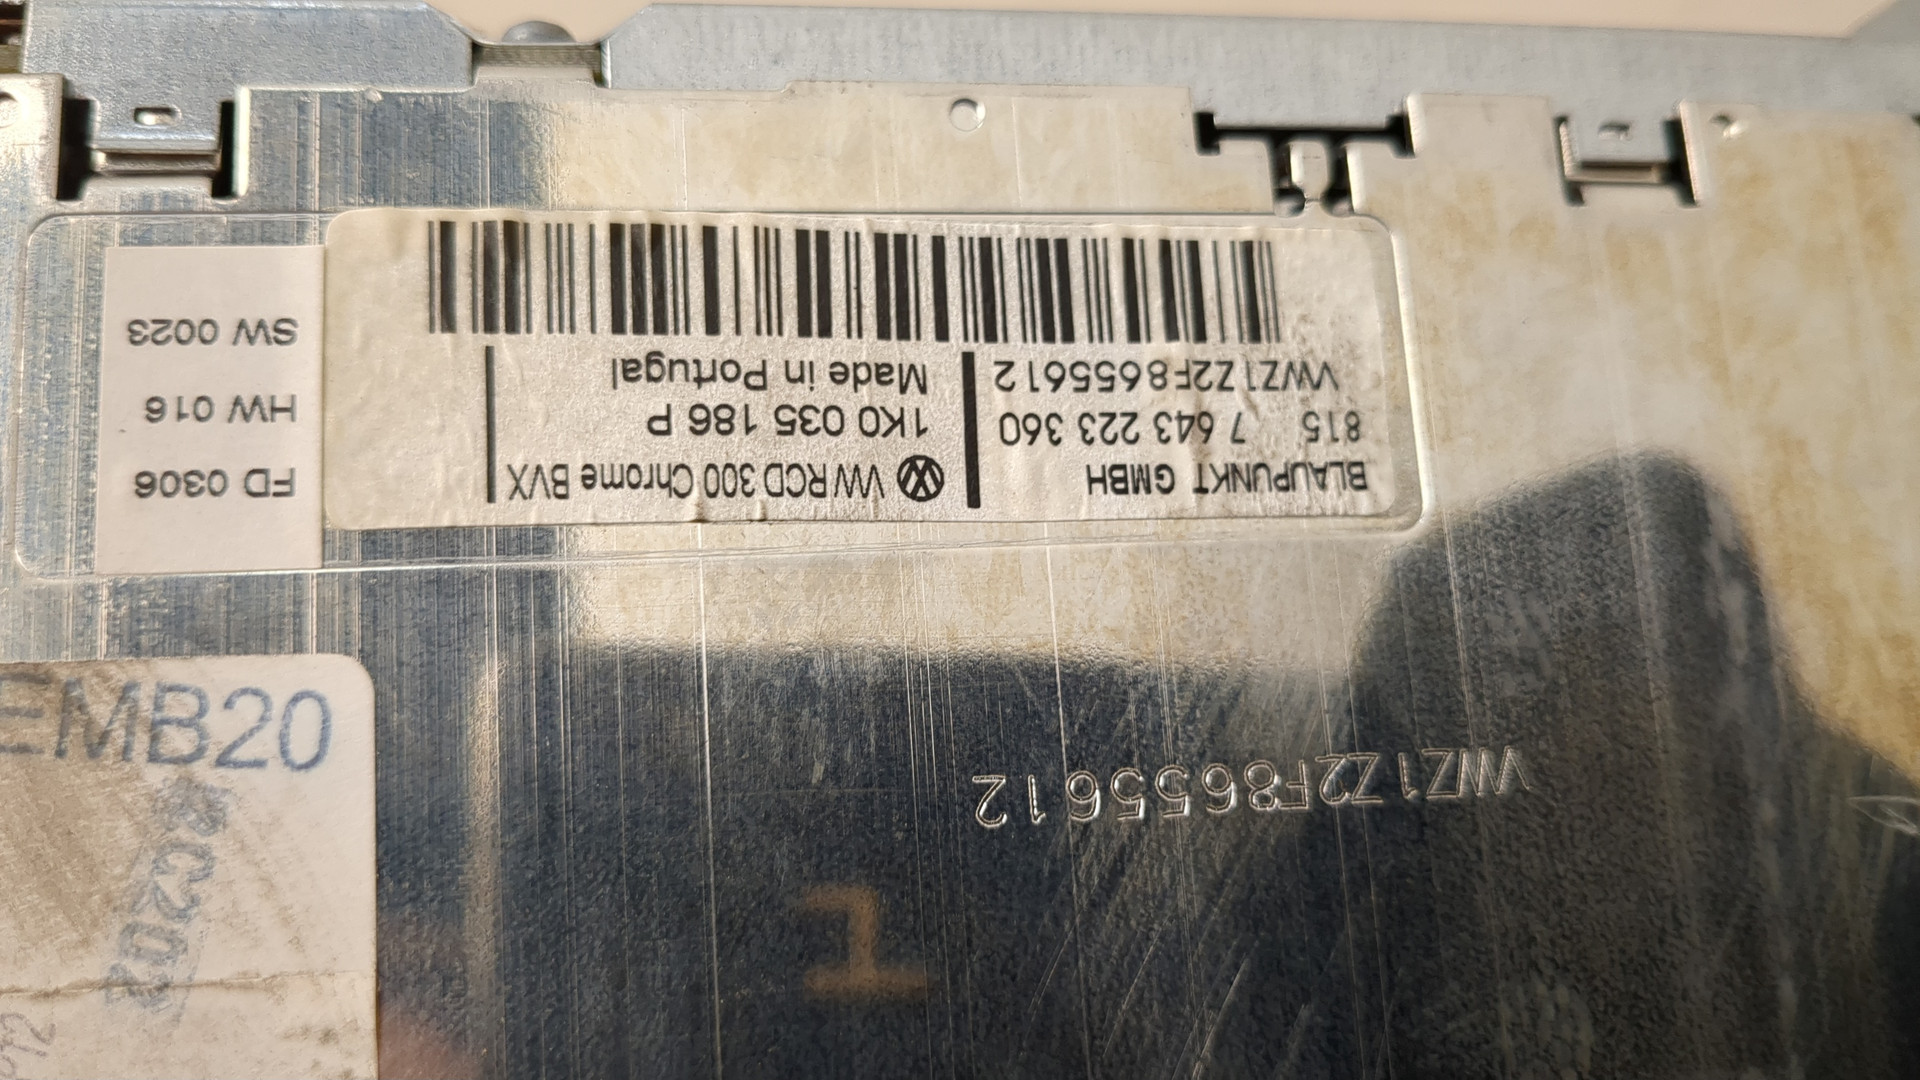 BLAUPUNKT GMBH
815 7 643 223 360
VWZ1Z2F8655612
VW RCD 300 Chrome BVX
1K0 035 186 P
Made in Portugal
FD 0306
HW 016
SW 0023
VWZ1Z2F8655612
EMB20
1